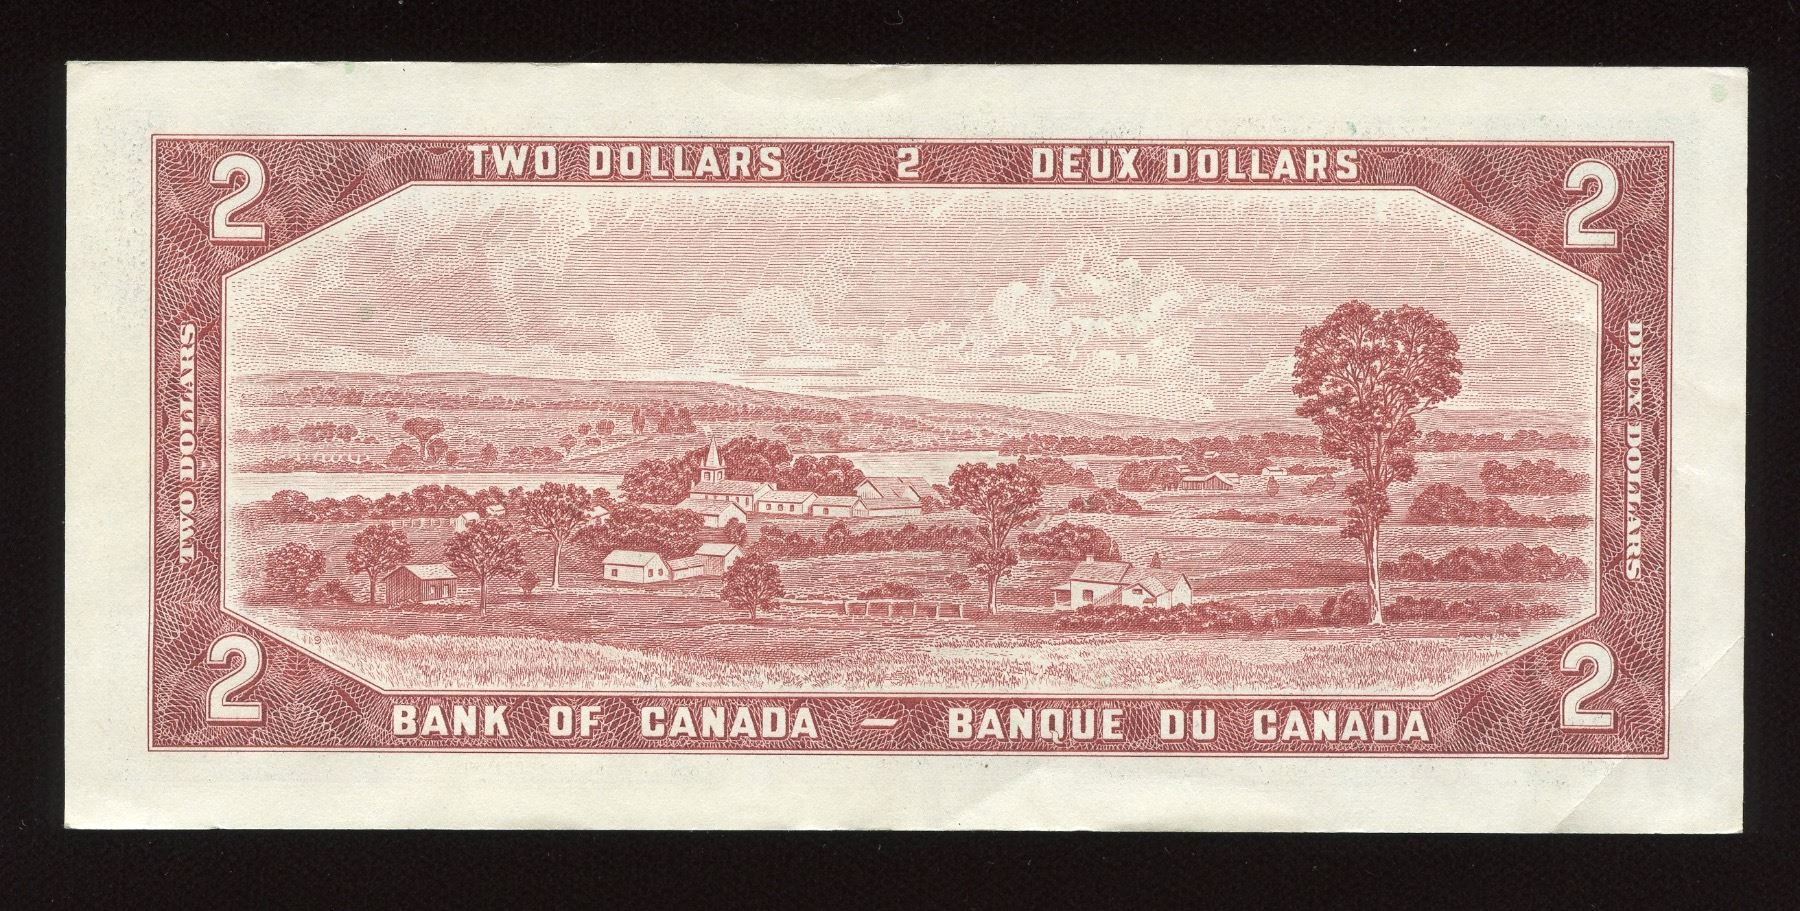 2 TWO DOLLARS 2 DEUX DOLLARS 2
TWO DOLLARS
DEUX DOLLARS
2 BANK OF CANADA — BANQUE DU CANADA 2